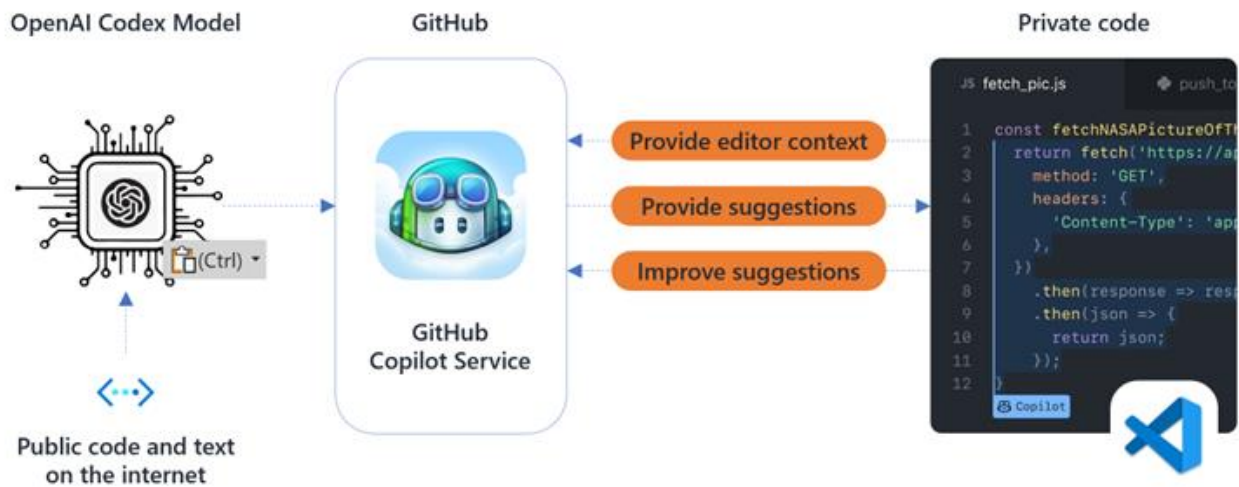 OpenAI Codex Model
GitHub
Private code
JS fetch_pic.js
push_to
Provide editor context
Provide suggestions
Improve suggestions
(Ctrl)
GitHub
Copilot Service
Public code and text
on the internet
1 const fetchNASAPictureOfTh
2 return fetch('https://ap
3 method: 'GET',
4 headers: {
5 'Content-Type': 'app
6 },
7 })
8 .then(response => resp
9 .then(json => {
10 return json;
11 });
12 }
Copilot